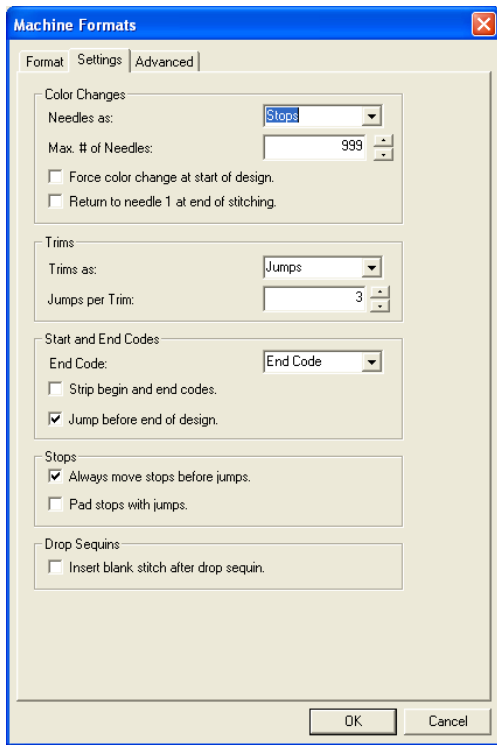 Machine Formats
Format Settings Advanced
Color Changes
Needles as: Stops
Max. # of Needles: 999
Force color change at start of design.
Return to needle 1 at end of stitching.
Trims
Trims as: Jumps
Jumps per Trim: 3
Start and End Codes
End Code: End Code
Strip begin and end codes.
Jump before end of design.
Stops
Always move stops before jumps.
Pad stops with jumps.
Drop Sequins
Insert blank stitch after drop sequin.
OK Cancel